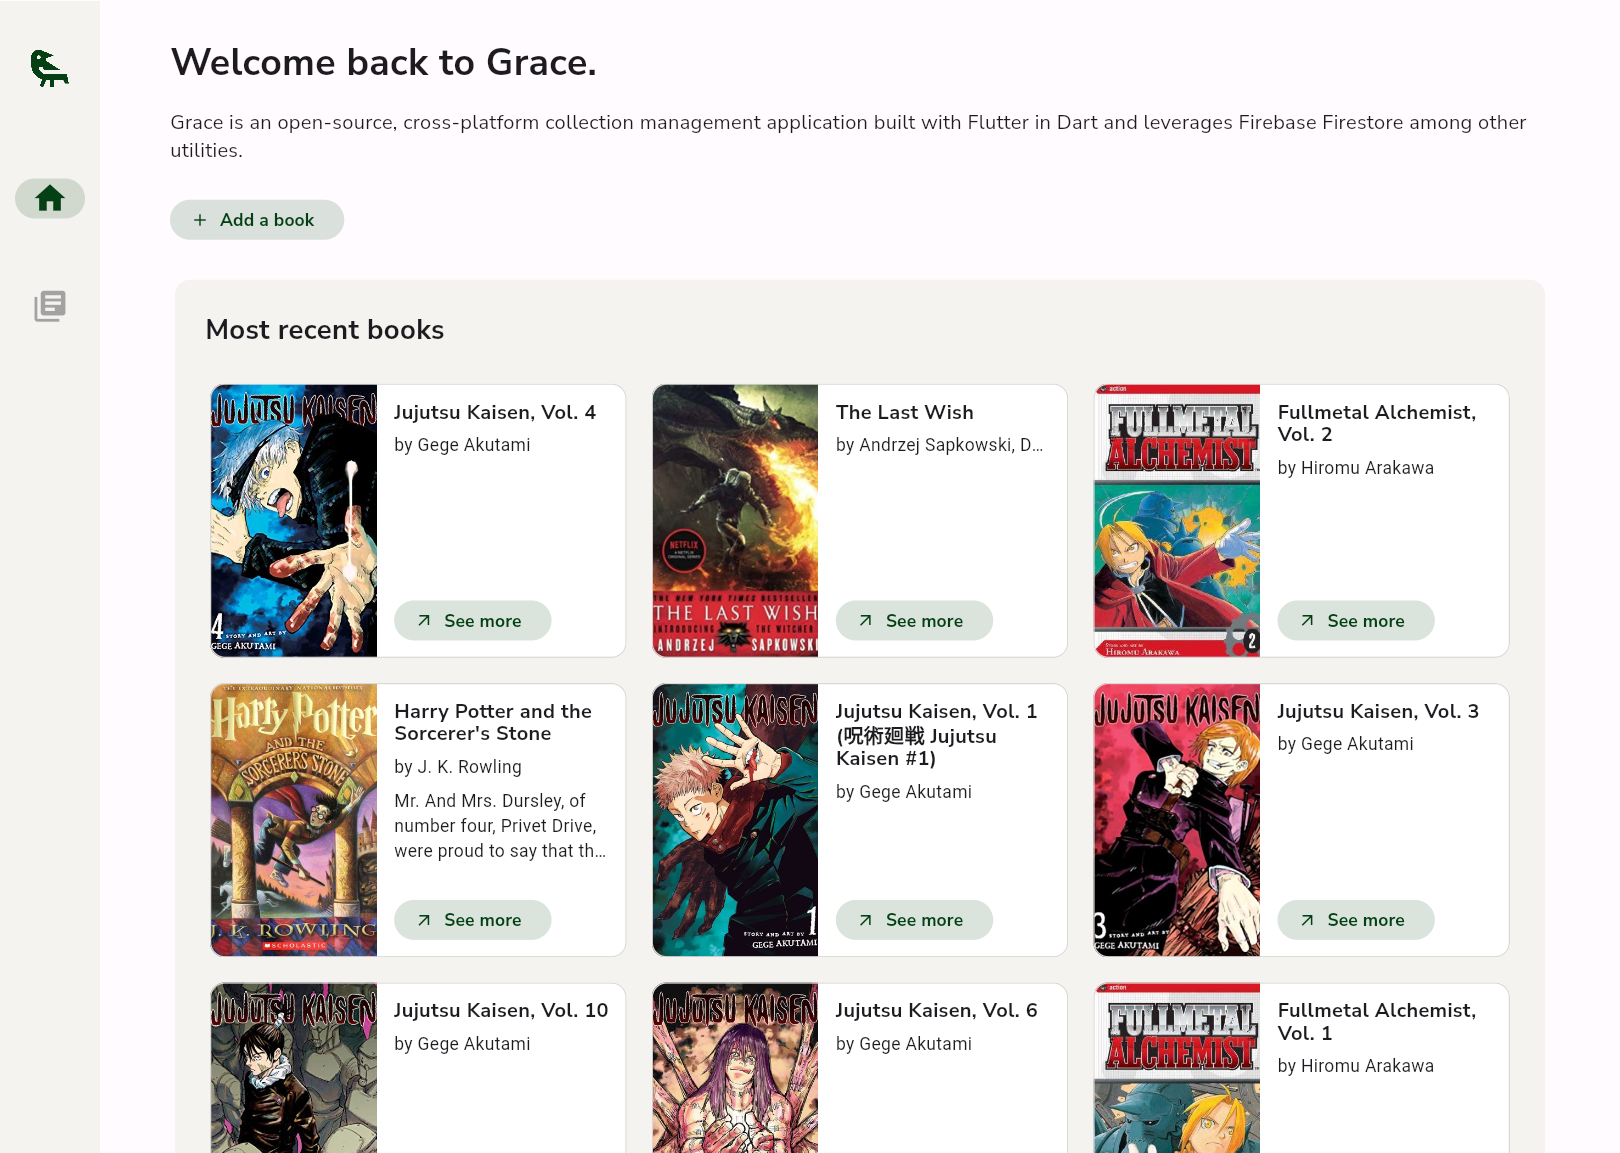 Welcome back to Grace.
Grace is an open-source, cross-platform collection management application built with Flutter in Dart and leverages Firebase Firestore among other
utilities.
Add a book
Most recent books
JUJUTSU KAISEN
4
STORY AND ART BY
GEGE AKUTAMI
Jujutsu Kaisen, Vol. 4
by Gege Akutami
See more
NETFLIX
A NETFLIX
ORIGINAL SERIES
THE NEW YORK TIMES BESTSELLER
THE LAST WISH
INTRODUCING THE WITCHER
ANDRZEJ SAPKOWSKI
The Last Wish
by Andrzej Sapkowski, D...
See more
action
FULLMETAL
ALCHEMIST
2
HIROMU ARAKAWA
Fullmetal Alchemist,
Vol. 2
by Hiromu Arakawa
See more
THE EXTRAORDINARY NATIONAL BESTSELLER
Harry Potter
AND THE
SORCERER'S STONE
J. K. ROWLING
SCHOLASTIC
Harry Potter and the
Sorcerer's Stone
by J. K. Rowling
Mr. And Mrs. Dursley, of
number four, Privet Drive,
were proud to say that th...
See more
JUJUTSU KAISEN
1
STORY AND ART BY
GEGE AKUTAMI
Jujutsu Kaisen, Vol. 1
(呪術廻戦 Jujutsu
Kaisen #1)
by Gege Akutami
See more
JUJUTSU KAISEN
3
STORY AND ART BY
GEGE AKUTAMI
Jujutsu Kaisen, Vol. 3
by Gege Akutami
See more
JUJUTSU KAISEN
Jujutsu Kaisen, Vol. 10
by Gege Akutami
JUJUTSU KAISEN
Jujutsu Kaisen, Vol. 6
by Gege Akutami
action
FULLMETAL
ALCHEMIST
Fullmetal Alchemist,
Vol. 1
by Hiromu Arakawa